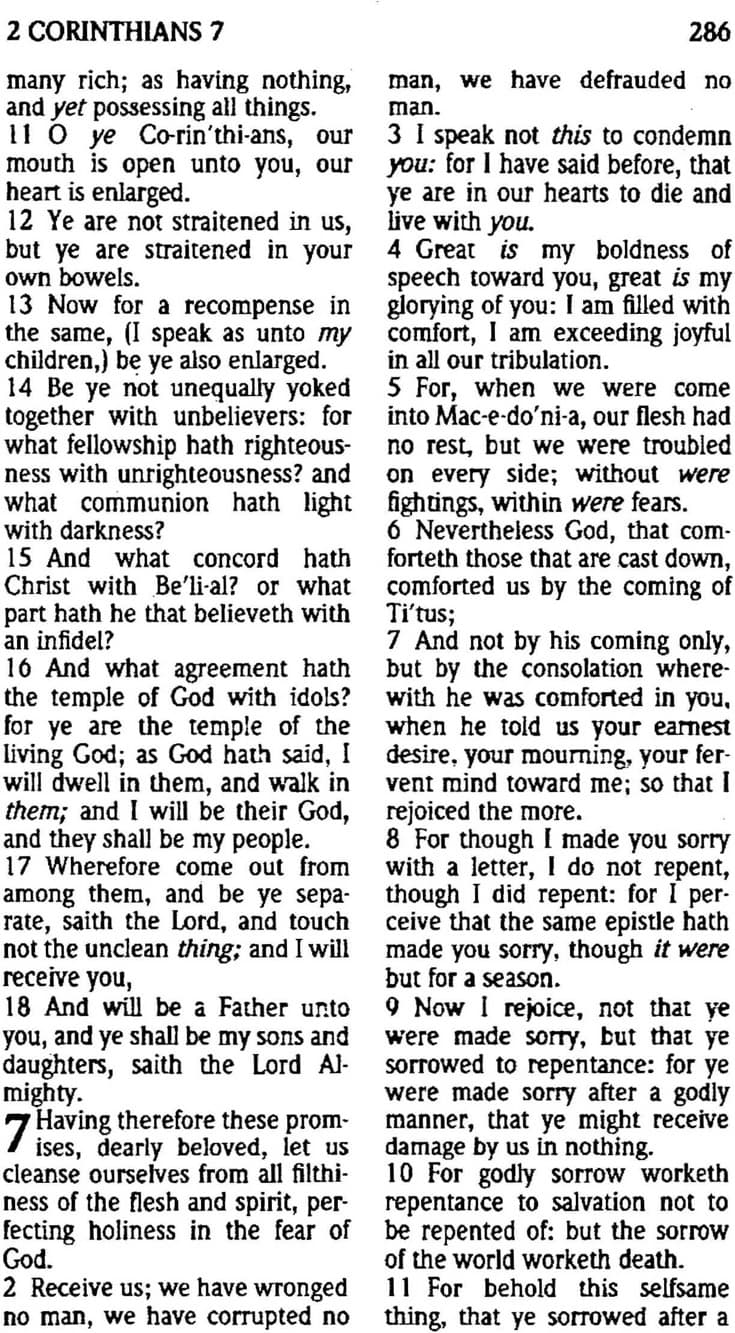 2 CORINTHIANS 7
286
many rich; as having nothing,
and yet possessing all things.
11 O ye Co-rin'thi-ans, our
mouth is open unto you, our
heart is enlarged.
12 Ye are not straitened in us,
but ye are straitened in your
own bowels.
13 Now for a recompense in
the same, (I speak as unto my
children,) be ye also enlarged.
14 Be ye not unequally yoked
together with unbelievers: for
what fellowship hath righteous-
ness with unrighteousness? and
what communion hath light
with darkness?
15 And what concord hath
Christ with Be'li-al? or what
part hath he that believeth with
an infidel?
16 And what agreement hath
the temple of God with idols?
for ye are the temple of the
living God; as God hath said, I
will dwell in them, and walk in
them; and I will be their God,
and they shall be my people.
17 Wherefore come out from
among them, and be ye sepa-
rate, saith the Lord, and touch
not the unclean thing; and I will
receive you,
18 And will be a Father unto
you, and ye shall be my sons and
daughters, saith the Lord Al-
mighty.
7 Having therefore these prom-
ises, dearly beloved, let us
cleanse ourselves from all filthi-
ness of the flesh and spirit, per-
fecting holiness in the fear of
God.
2 Receive us; we have wronged
no man, we have corrupted no
man, we have defrauded no
man.
3 I speak not this to condemn
you: for I have said before, that
ye are in our hearts to die and
live with you.
4 Great is my boldness of
speech toward you, great is my
glorying of you: I am filled with
comfort, I am exceeding joyful
in all our tribulation.
5 For, when we were come
into Mac-e-do'ni-a, our flesh had
no rest, but we were troubled
on every side; without were
fightings, within were fears.
6 Nevertheless God, that com-
forteth those that are cast down,
comforted us by the coming of
Ti'tus;
7 And not by his coming only,
but by the consolation where-
with he was comforted in you,
when he told us your earnest
desire, your mourning, your fer-
vent mind toward me; so that I
rejoiced the more.
8 For though I made you sorry
with a letter, I do not repent,
though I did repent: for I per-
ceive that the same epistle hath
made you sorry, though it were
but for a season.
9 Now I rejoice, not that ye
were made sorry, but that ye
sorrowed to repentance: for ye
were made sorry after a godly
manner, that ye might receive
damage by us in nothing.
10 For godly sorrow worketh
repentance to salvation not to
be repented of: but the sorrow
of the world worketh death.
11 For behold this selfsame
thing, that ye sorrowed after a